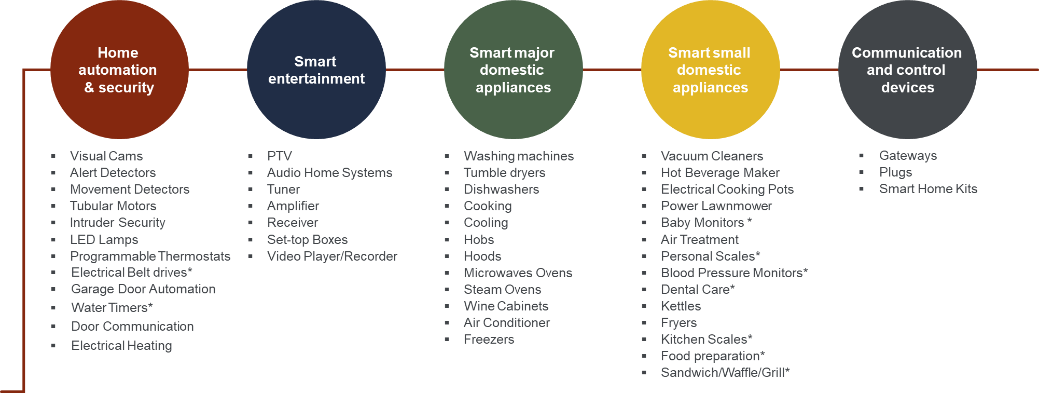 Home
automation
& security
Visual Cams
Alert Detectors
Movement Detectors
Tubular Motors
Intruder Security
LED Lamps
Programmable Thermostats
Electrical Belt drives*
Garage Door Automation
Water Timers*
Door Communication
Electrical Heating
Smart
entertainment
PTV
Audio Home Systems
Tuner
Amplifier
Receiver
Set-top Boxes
Video Player/Recorder
Smart major
domestic
appliances
Washing machines
Tumble dryers
Dishwashers
Cooking
Cooling
Hobs
Hoods
Microwaves Ovens
Steam Ovens
Wine Cabinets
Air Conditioner
Freezers
Smart small
domestic
appliances
Vacuum Cleaners
Hot Beverage Maker
Electrical Cooking Pots
Power Lawnmower
Baby Monitors *
Air Treatment
Personal Scales*
Blood Pressure Monitors*
Dental Care*
Kettles
Fryers
Kitchen Scales*
Food preparation*
Sandwich/Waffle/Grill*
Communication
and control
devices
Gateways
Plugs
Smart Home Kits